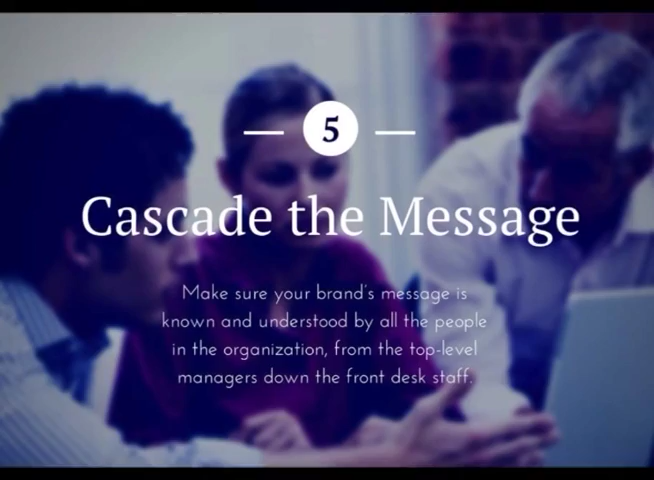 5
Cascade the Message
Make sure your brand's message is
known and understood by all the people
in the organization, from the top-level
managers down the front desk staff.